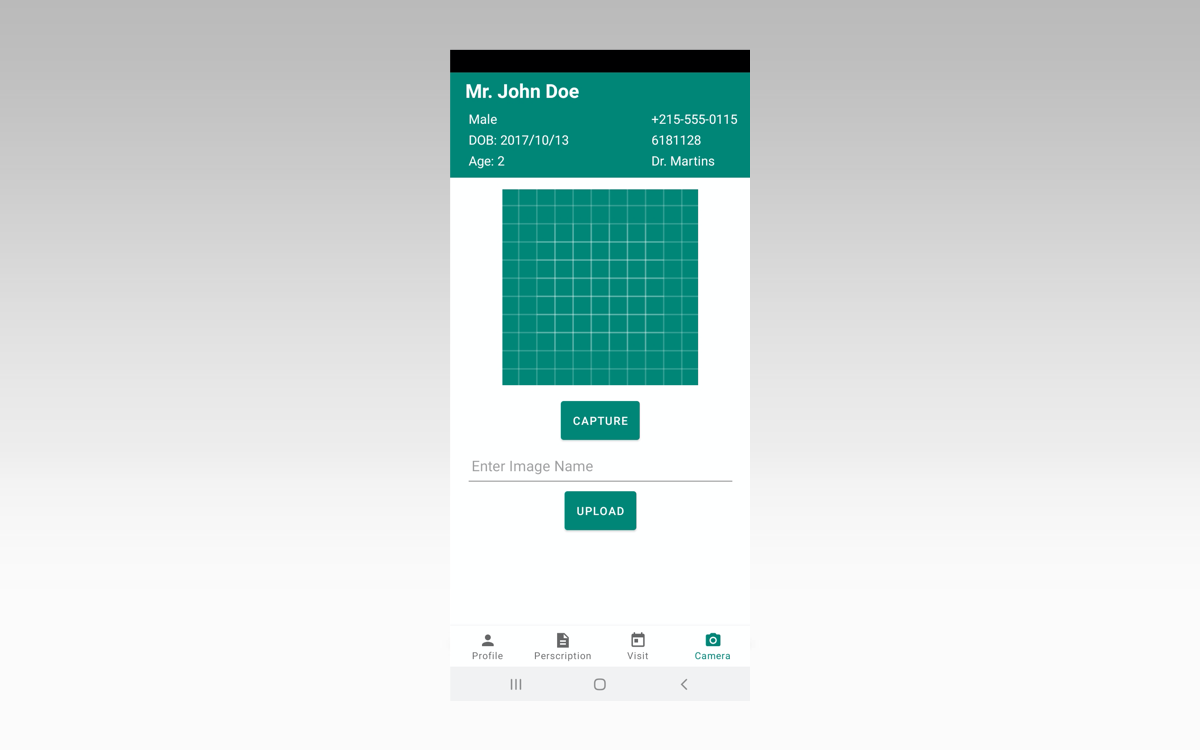 Mr. John Doe
Male +215-555-0115
DOB: 2017/10/13 6181128
Age: 2 Dr. Martins
CAPTURE
Enter Image Name
UPLOAD
Profile Perscription Visit Camera